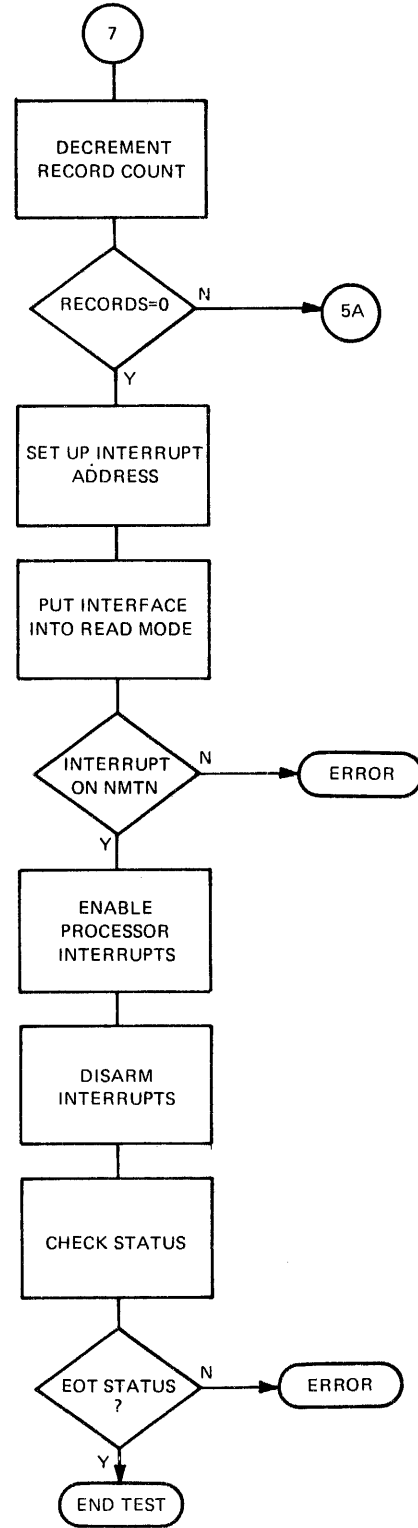 7
DECREMENT
RECORD COUNT
RECORDS=0
N
5A
Y
SET UP INTERRUPT
ADDRESS
PUT INTERFACE
INTO READ MODE
INTERRUPT
ON NMTN
N
ERROR
Y
ENABLE
PROCESSOR
INTERRUPTS
DISARM
INTERRUPTS
CHECK STATUS
EOT STATUS
?
N
ERROR
Y
END TEST